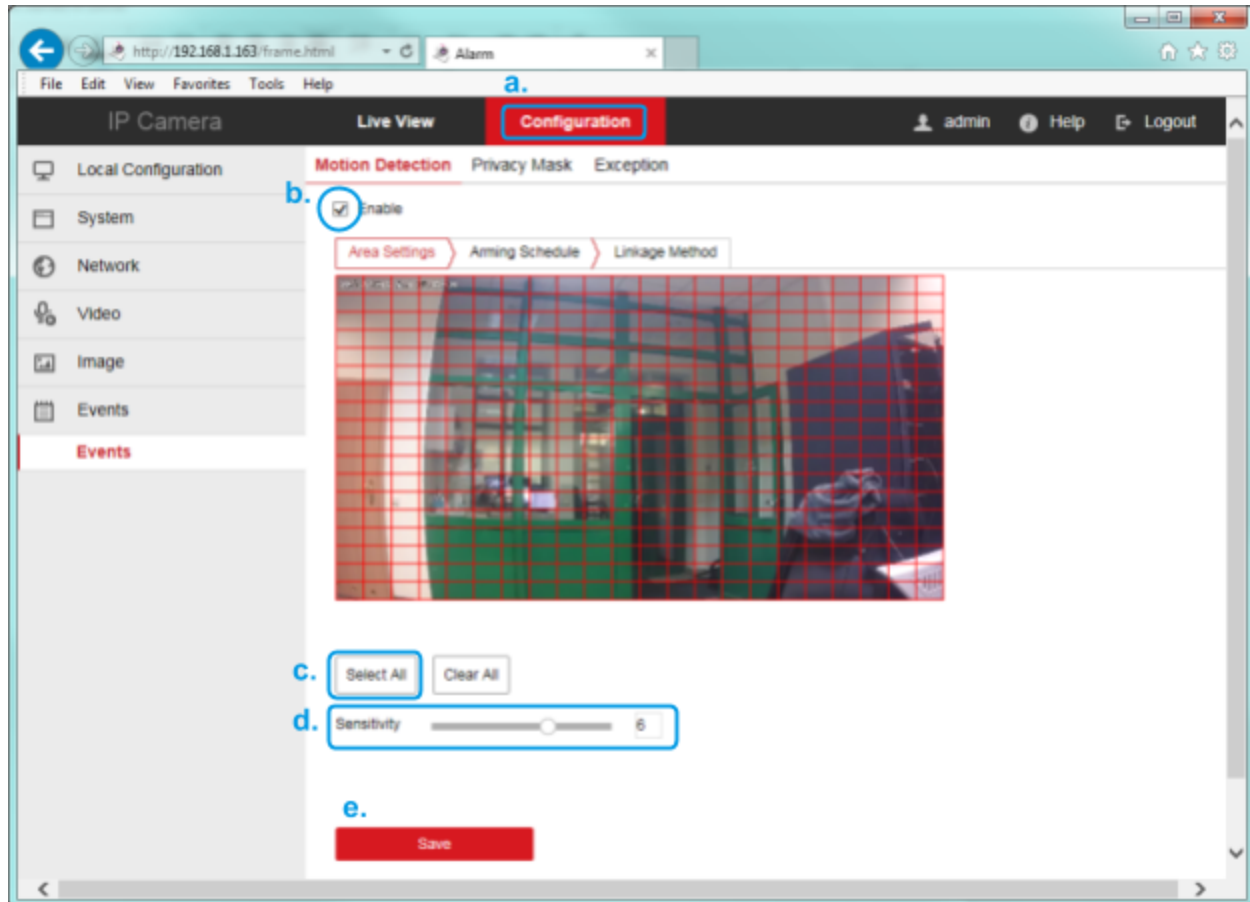 http://192.168.1.163/frame.html
Alarm
File Edit View Favorites Tools Help
a.
IP Camera
Live View
Configuration
admin
Help
Logout
Local Configuration
System
Network
Video
Image
Events
Events
Motion Detection
Privacy Mask
Exception
b.
Enable
Area Settings
Arming Schedule
Linkage Method
c.
Select All
Clear All
d.
Sensitivity
6
e.
Save